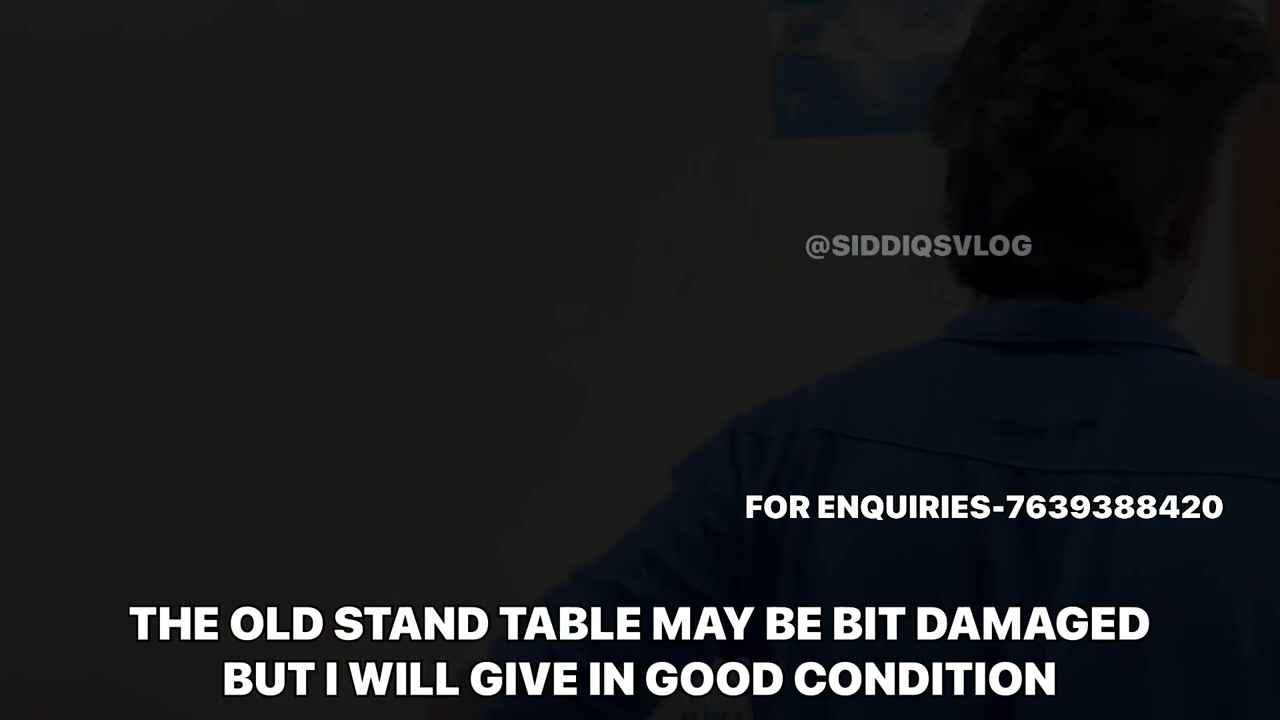 @SIDDIQSVLOG
FOR ENQUIRIES-7639388420
THE OLD STAND TABLE MAY BE BIT DAMAGED
BUT I WILL GIVE IN GOOD CONDITION